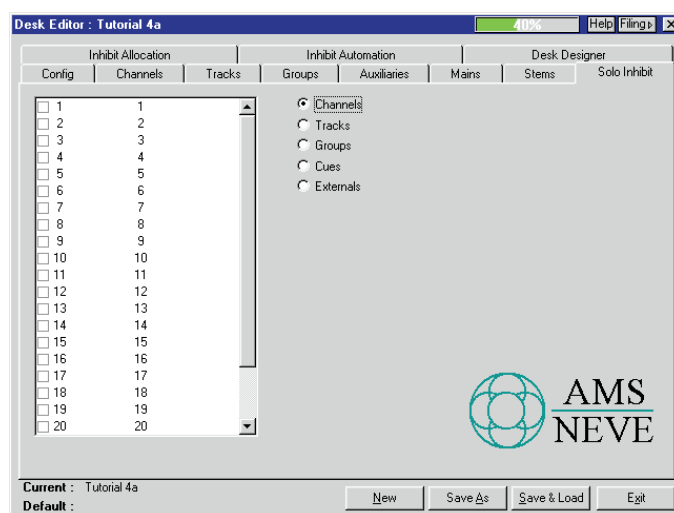 Desk Editor : Tutorial 4a 40% Help Filing
Inhibit Allocation Inhibit Automation Desk Designer
Config Channels Tracks Groups Auxiliaries Mains Stems Solo Inhibit
1 1
2 2
3 3
4 4
5 5
6 6
7 7
8 8
9 9
10 10
11 11
12 12
13 13
14 14
15 15
16 16
17 17
18 18
19 19
20 20
Channels
Tracks
Groups
Cues
Externals
AMS
NEVE
Current : Tutorial 4a
Default :
New Save As Save & Load Exit